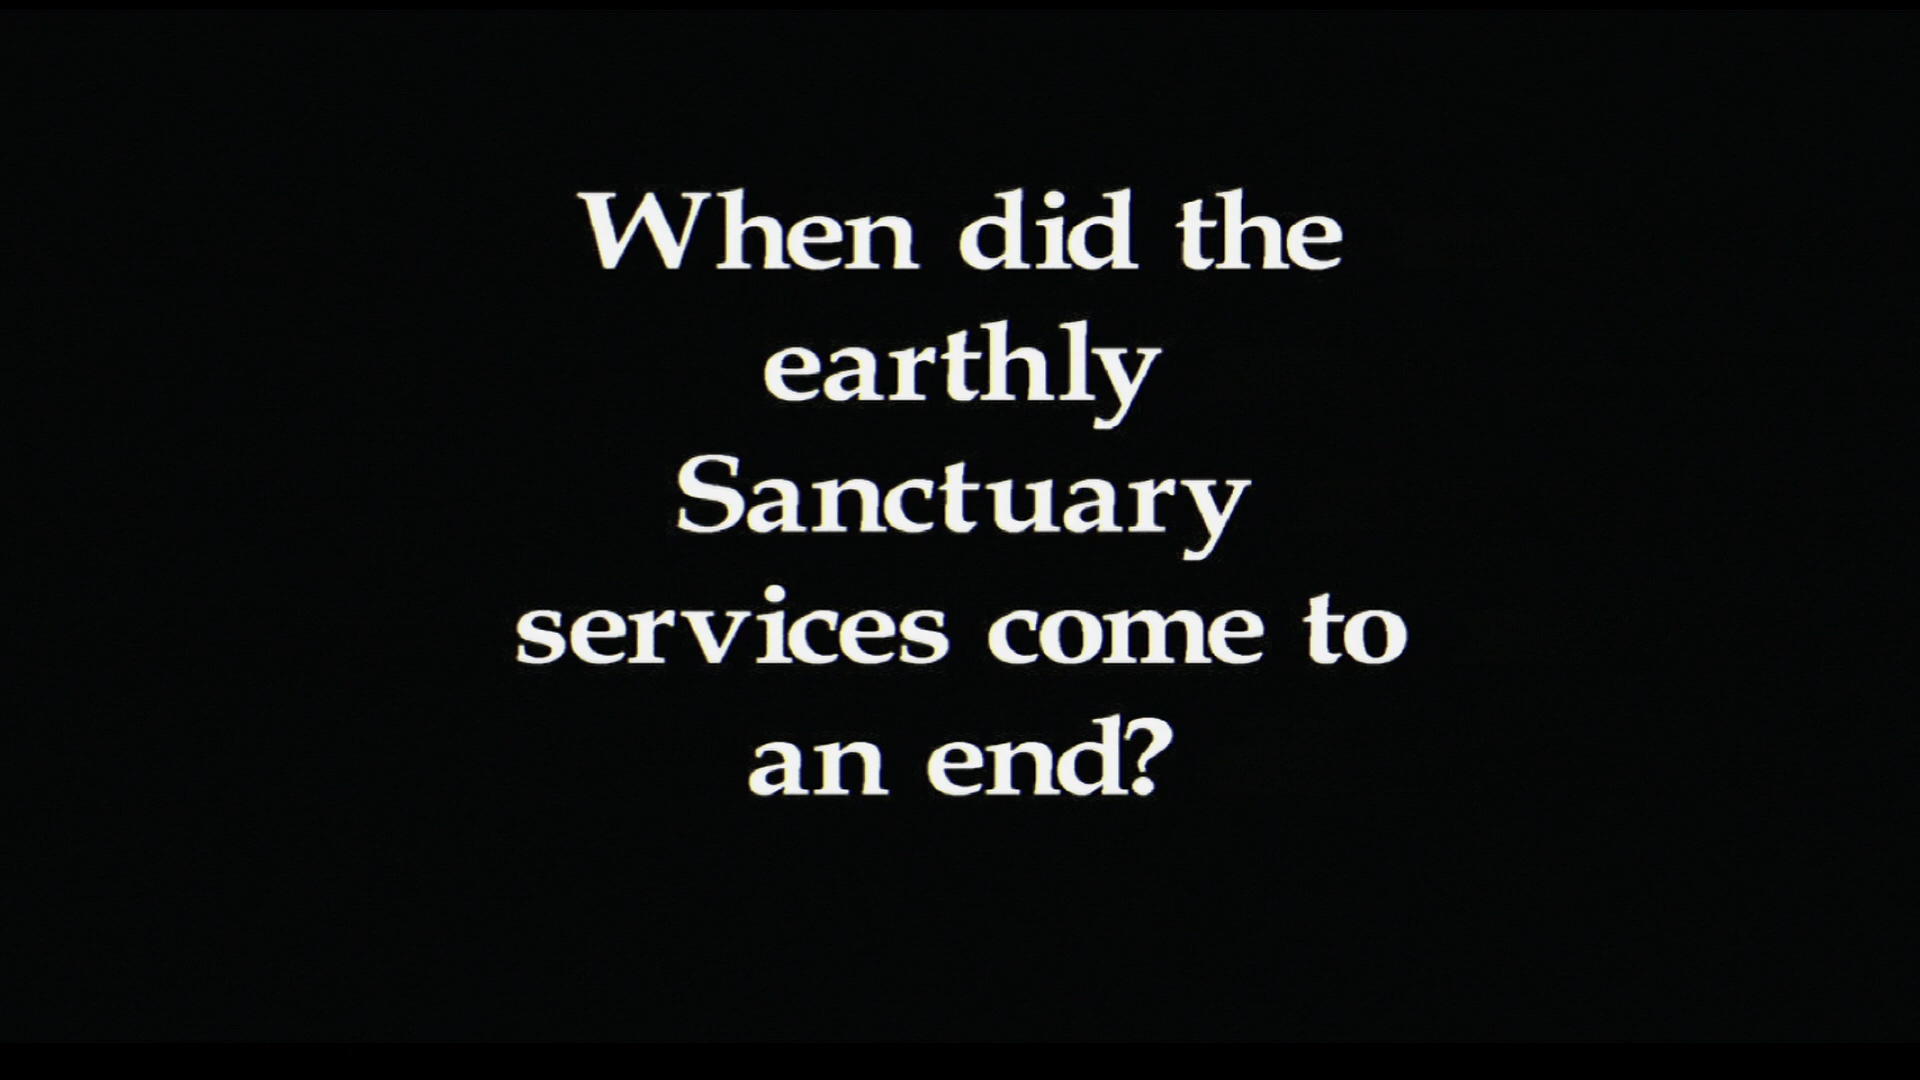 When did the
earthly
Sanctuary
services come to
an end?